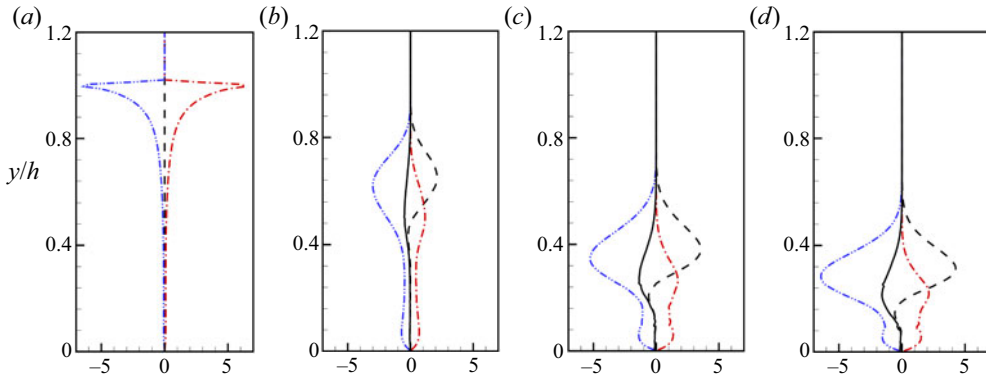 (a) (b) (c) (d)
1.2 1.2 1.2 1.2
0.8 0.8 0.8 0.8
y/h
0.4 0.4 0.4 0.4
0 0 0 0
−5 0 5 −5 0 5 −5 0 5 −5 0 5